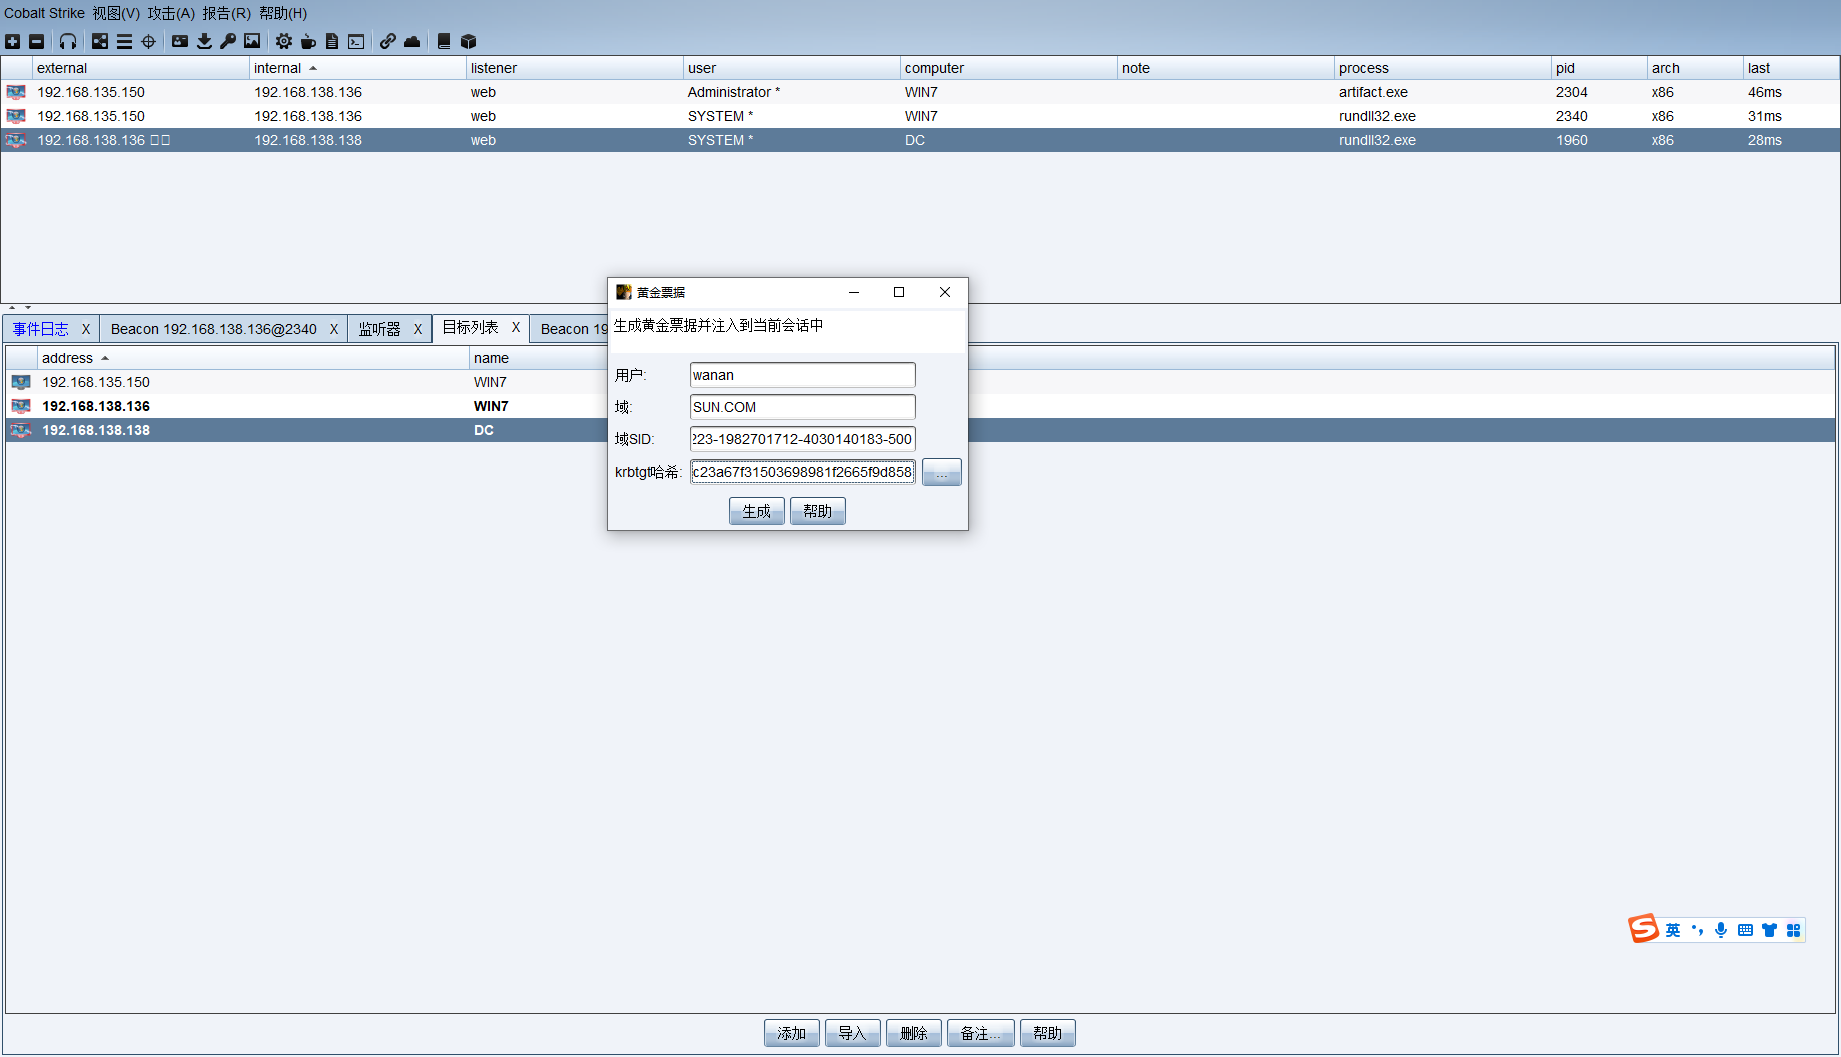 Cobalt Strike 视图(V) 攻击(A) 报告(R) 帮助(H)
external internal listener user computer note process pid arch last
192.168.135.150 192.168.138.136 web Administrator * WIN7 artifact.exe 2304 x86 46ms
192.168.135.150 192.168.138.136 web SYSTEM * WIN7 rundll32.exe 2340 x86 31ms
192.168.138.136 192.168.138.138 web SYSTEM * DC rundll32.exe 1960 x86 28ms
事件日志 X Beacon 192.168.138.136@2340 X 监听器 X 目标列表 X Beacon 19
address name
192.168.135.150 WIN7
192.168.138.136 WIN7
192.168.138.138 DC
黄金票据
生成黄金票据并注入到当前会话中
用户: wanan
域: SUN.COM
域SID: 223-1982701712-4030140183-500
krbtgt哈希: c23a67f31503698981f2665f9d858 ...
生成 帮助
S 英
添加 导入 删除 备注... 帮助